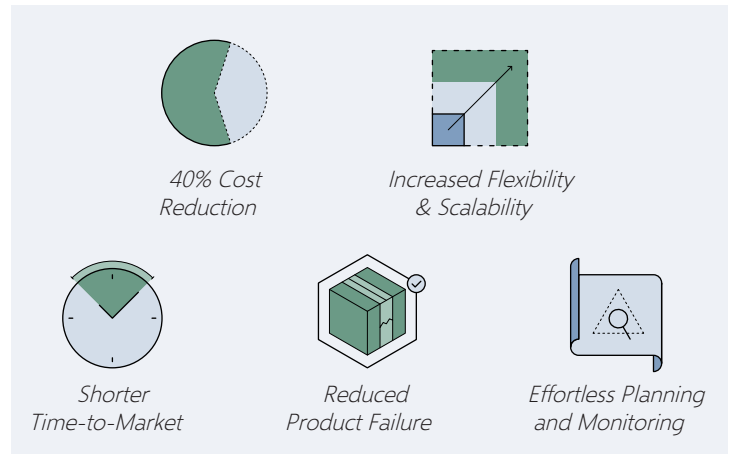 40% Cost
Reduction
Increased Flexibility
& Scalability
Shorter
Time-to-Market
Reduced
Product Failure
Effortless Planning
and Monitoring